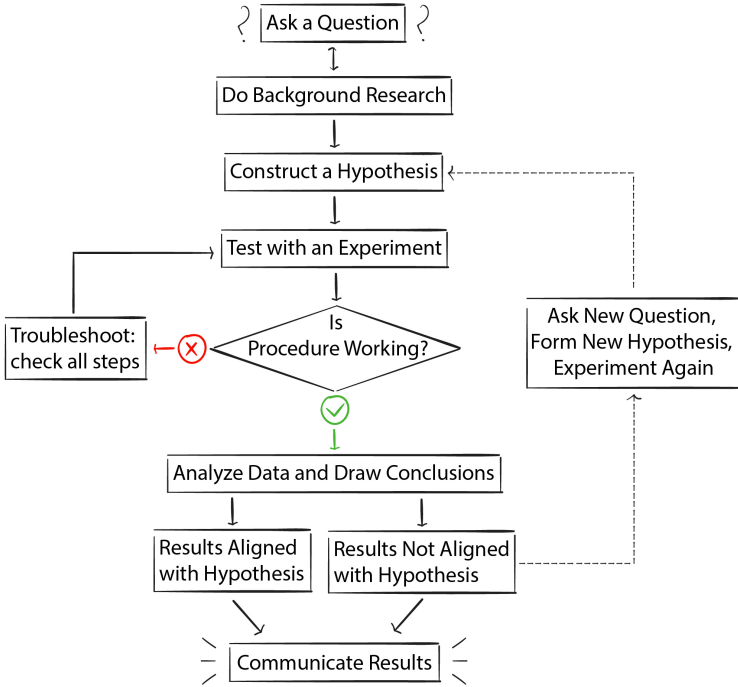 ? Ask a Question ?
Do Background Research
Construct a Hypothesis
Test with an Experiment
Is
Procedure Working?
Troubleshoot:
check all steps
Ask New Question,
Form New Hypothesis,
Experiment Again
Analyze Data and Draw Conclusions
Results Aligned
with Hypothesis
Results Not Aligned
with Hypothesis
Communicate Results